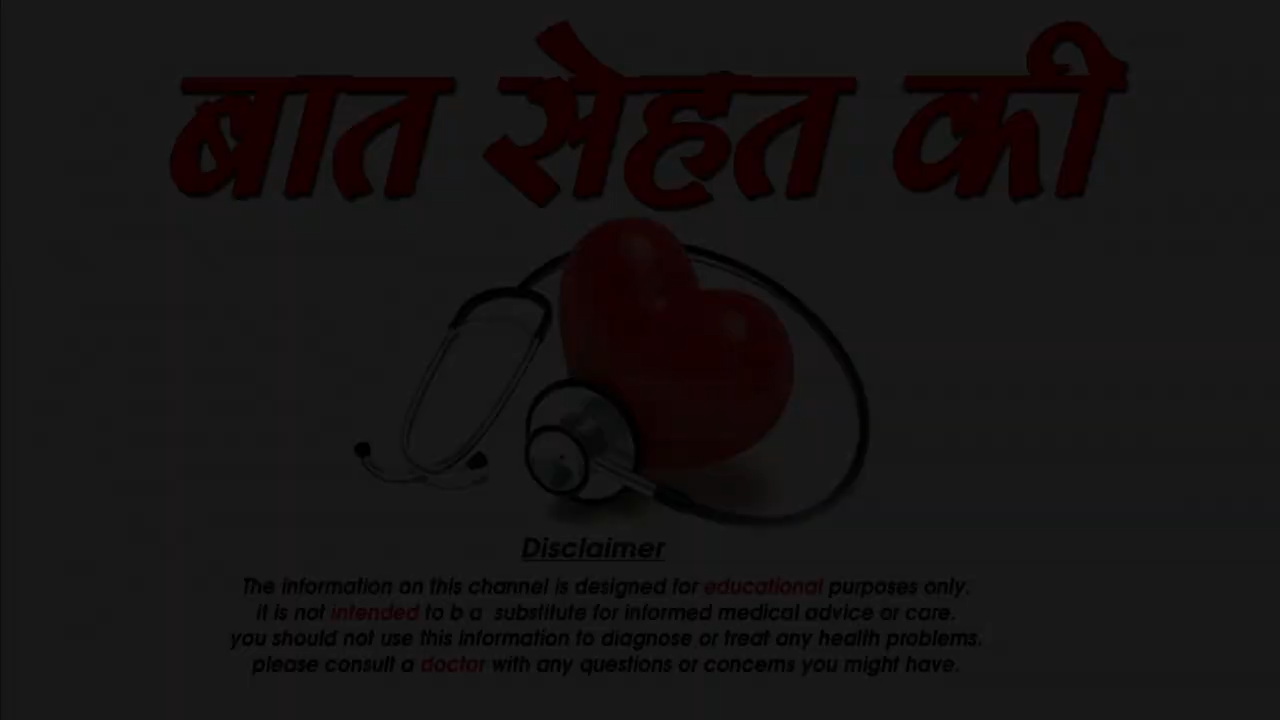 बात सेहत की
Disclaimer
The information on this channel is designed for educational purposes only.
it is not intended to b a substitute for informed medical advice or care.
you should not use this information to diagnose or treat any health problems.
please consult a doctor with any questions or concerns you might have.